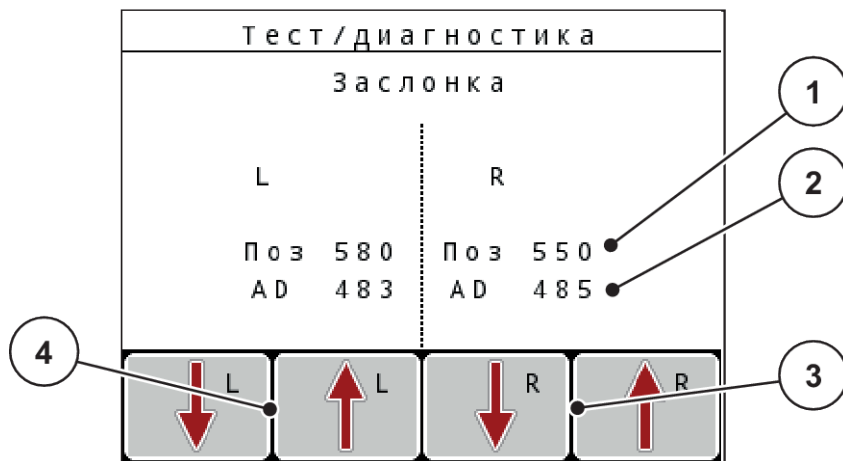 Тест/диагностика
Заслонка
1
L R
2
Поз 580 Поз 550
AD 483 AD 485
4 L L R R 3